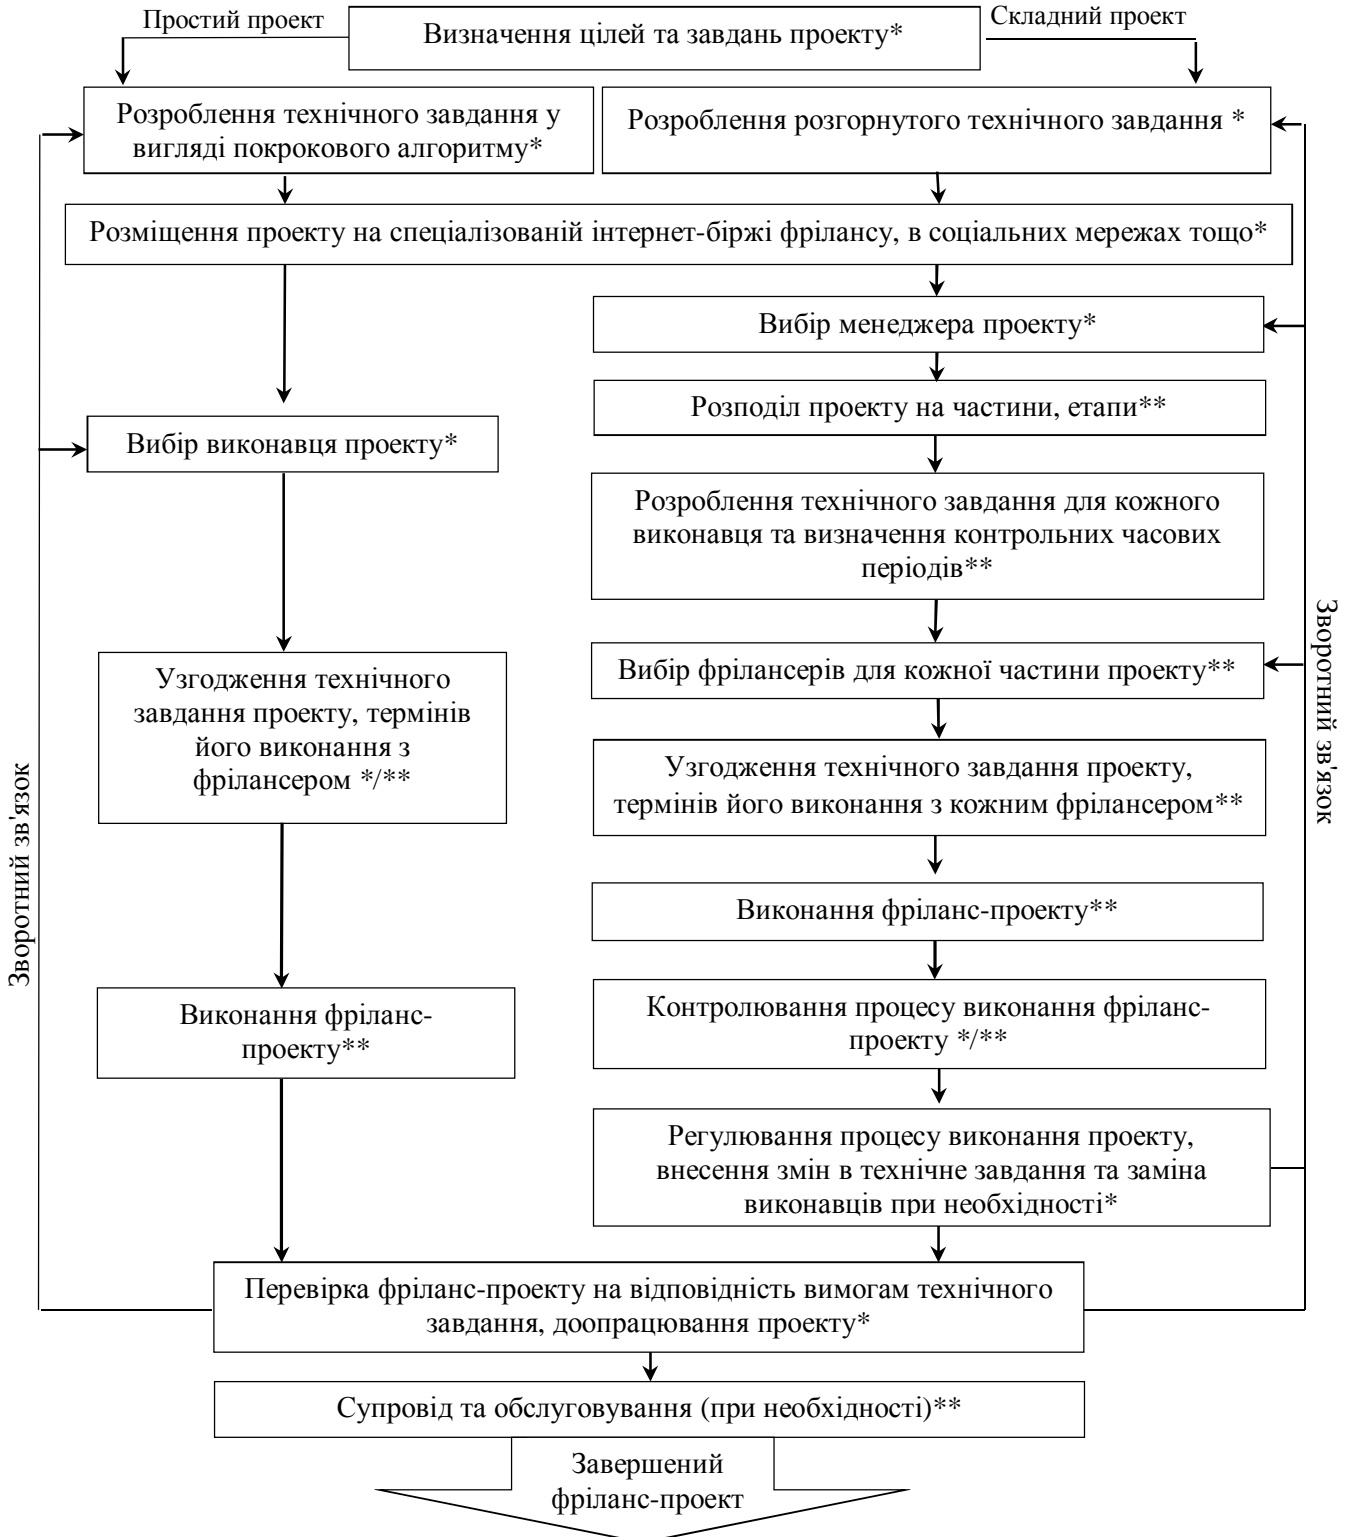 Простий проект
Визначення цілей та завдань проекту*
Складний проект
Розроблення технічного завдання у
вигляді покрокового алгоритму*
Розроблення розгорнутого технічного завдання *
Розміщення проекту на спеціалізованій інтернет-біржі фрілансу, в соціальних мережах тощо*
Вибір менеджера проекту*
Розподіл проекту на частини, етапи**
Вибір виконавця проекту*
Розроблення технічного завдання для кожного
виконавця та визначення контрольних часових
періодів**
Вибір фрілансерів для кожної частини проекту**
Узгодження технічного
завдання проекту, термінів
його виконання з
фрілансером */**
Узгодження технічного завдання проекту,
термінів його виконання з кожним фрілансером**
Зворотний зв'язок
Зворотний зв'язок
Виконання фріланс-проекту**
Контролювання процесу виконання фріланс-
проекту */**
Виконання фріланс-
проекту**
Регулювання процесу виконання проекту,
внесення змін в технічне завдання та заміна
виконавців при необхідності*
Перевірка фріланс-проекту на відповідність вимогам технічного
завдання, доопрацювання проекту*
Супровід та обслуговування (при необхідності)**
Завершений
фріланс-проект